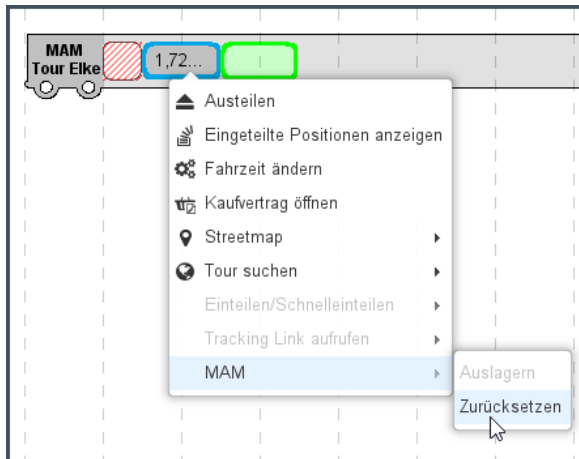 MAM
Tour Elke
1,72...
Austeilen
Eingeteilte Positionen anzeigen
Fahrzeit ändern
Kaufvertrag öffnen
Streetmap
Tour suchen
Einteilen/Schnelleinteilen
Tracking Link aufrufen
MAM
Auslagern
Zurücksetzen